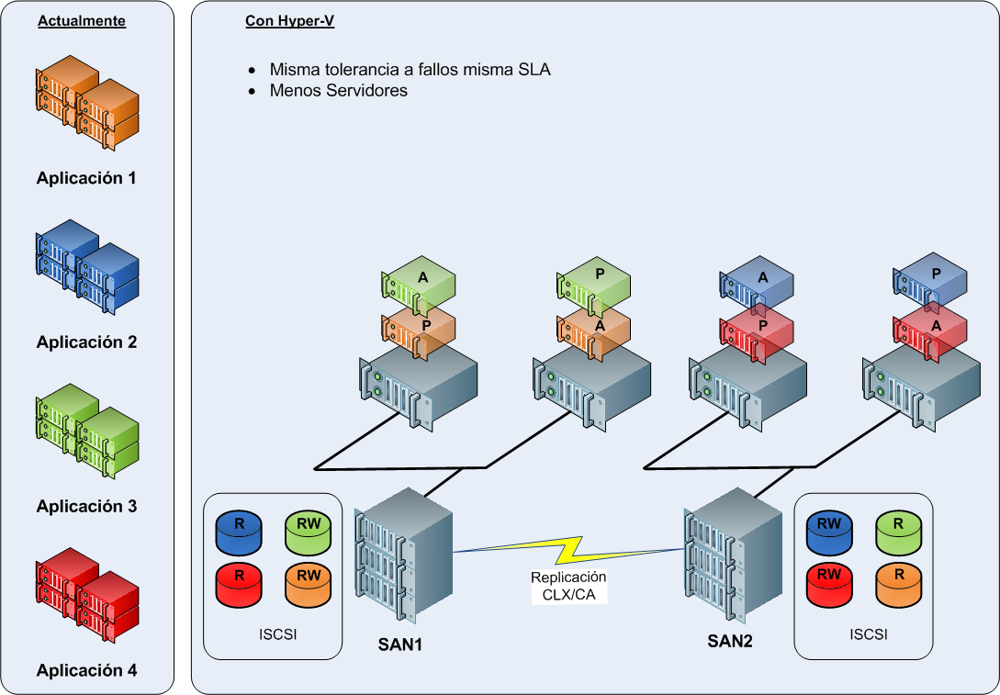 Actualmente
Aplicación 1
Aplicación 2
Aplicación 3
Aplicación 4
Con Hyper-V
• Misma tolerancia a fallos misma SLA
• Menos Servidores
A P A P
P A P A
R RW
R RW
ISCSI
SAN1
Replicación
CLX/CA
SAN2
RW R
RW R
ISCSI